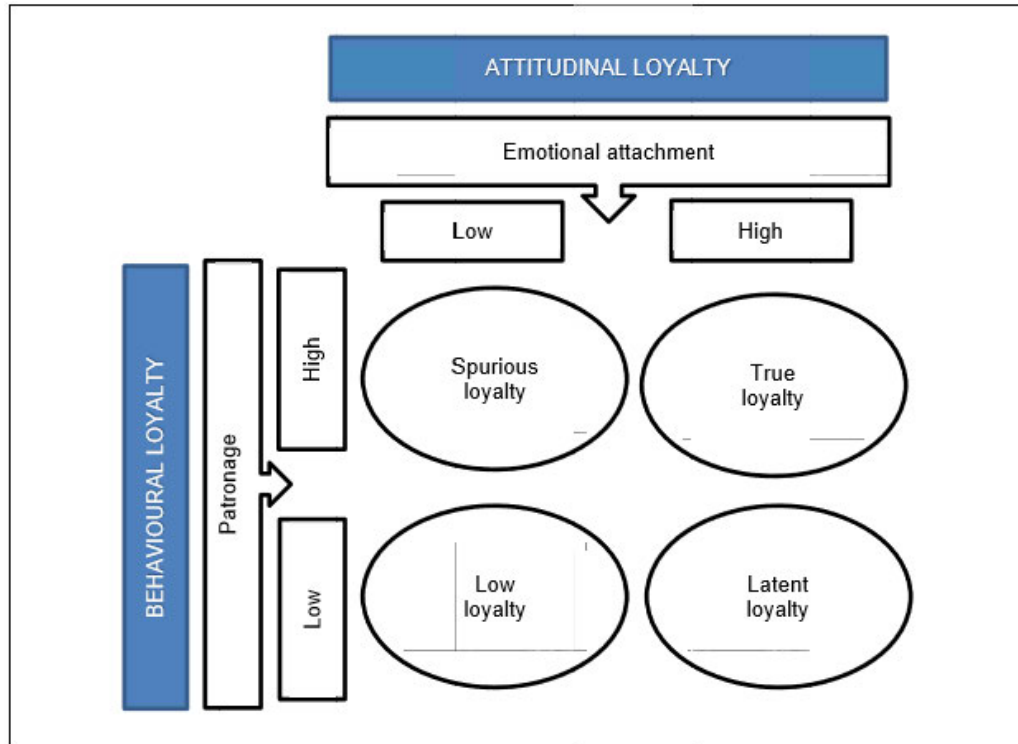 ATTITUDINAL LOYALTY
Emotional attachment
Low
High
BEHAVIOURAL LOYALTY
Patronage
High
Spurious
loyalty
True
loyalty
Low
Low
loyalty
Latent
loyalty